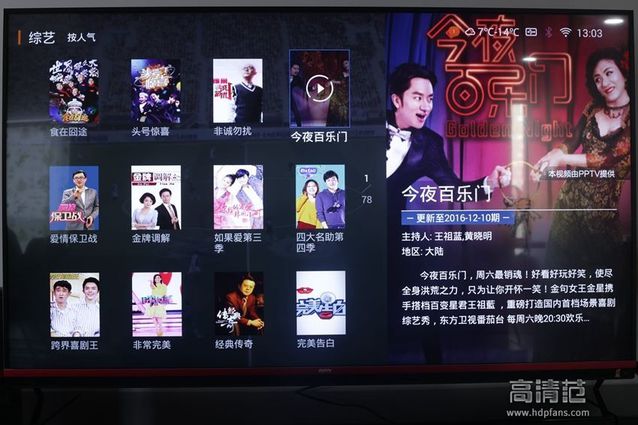 综艺 按人气
7℃-14℃ 13:03
食在囧途
头号惊喜
非诚勿扰
今夜百乐门
爱情保卫战
金牌调解
如果爱第三季
四大名助第四季
跨界喜剧王
非常完美
经典传奇
完美告白
1
78
今夜
百乐门
Golden Night
本视频由PPTV提供
今夜百乐门
更新至2016-12-10期
主持人: 王祖蓝,黄晓明
地区: 大陆
今夜百乐门，周六最销魂！好看好玩好笑，使尽
全身洪荒之力，只为让你开怀一笑！金句女王金星携
手搭档百变星君王祖蓝，重磅打造国内首档场景喜剧
综艺秀，东方卫视番茄台 每周六晚20:30欢乐...
高清范
www.hdpfans.com